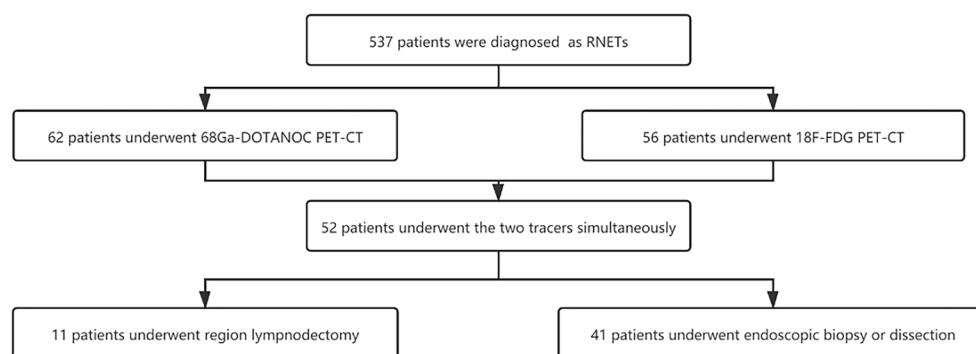 537 patients were diagnosed as RNETs
62 patients underwent 68Ga-DOTANOC PET-CT
56 patients underwent 18F-FDG PET-CT
52 patients underwent the two tracers simultaneously
11 patients underwent region lympnodectomy
41 patients underwent endoscopic biopsy or dissection